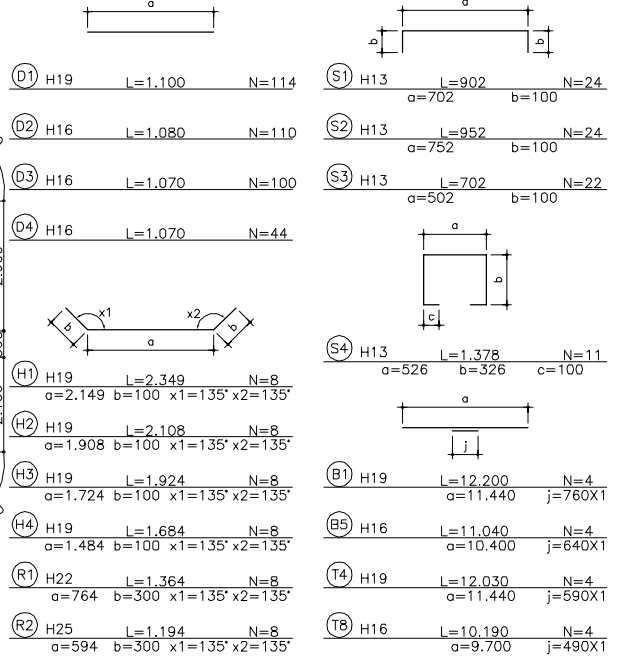 a
D1 H19 L=1.100 N=114
D2 H16 L=1.080 N=110
D3 H16 L=1.070 N=100
D4 H16 L=1.070 N=44
x1 x2
b a b
H1 H19 L=2.349 N=8
a=2.149 b=100 x1=135° x2=135°
H2 H19 L=2.108 N=8
a=1.908 b=100 x1=135° x2=135°
H3 H19 L=1.924 N=8
a=1.724 b=100 x1=135° x2=135°
H4 H19 L=1.684 N=8
a=1.484 b=100 x1=135° x2=135°
R1 H22 L=1.364 N=8
a=764 b=300 x1=135° x2=135°
R2 H25 L=1.194 N=8
a=594 b=300 x1=135° x2=135°
a
b b
S1 H13 L=902 N=24
a=702 b=100
S2 H13 L=952 N=24
a=752 b=100
S3 H13 L=702 N=22
a=502 b=100
a
b
c
S4 H13 L=1.378 N=11
a=526 b=326 c=100
a
j
B1 H19 L=12.200 N=4
a=11.440 j=760X1
B5 H16 L=11.040 N=4
a=10.400 j=640X1
T4 H19 L=12.030 N=4
a=11.440 j=590X1
T8 H16 L=10.190 N=4
a=9.700 j=490X1